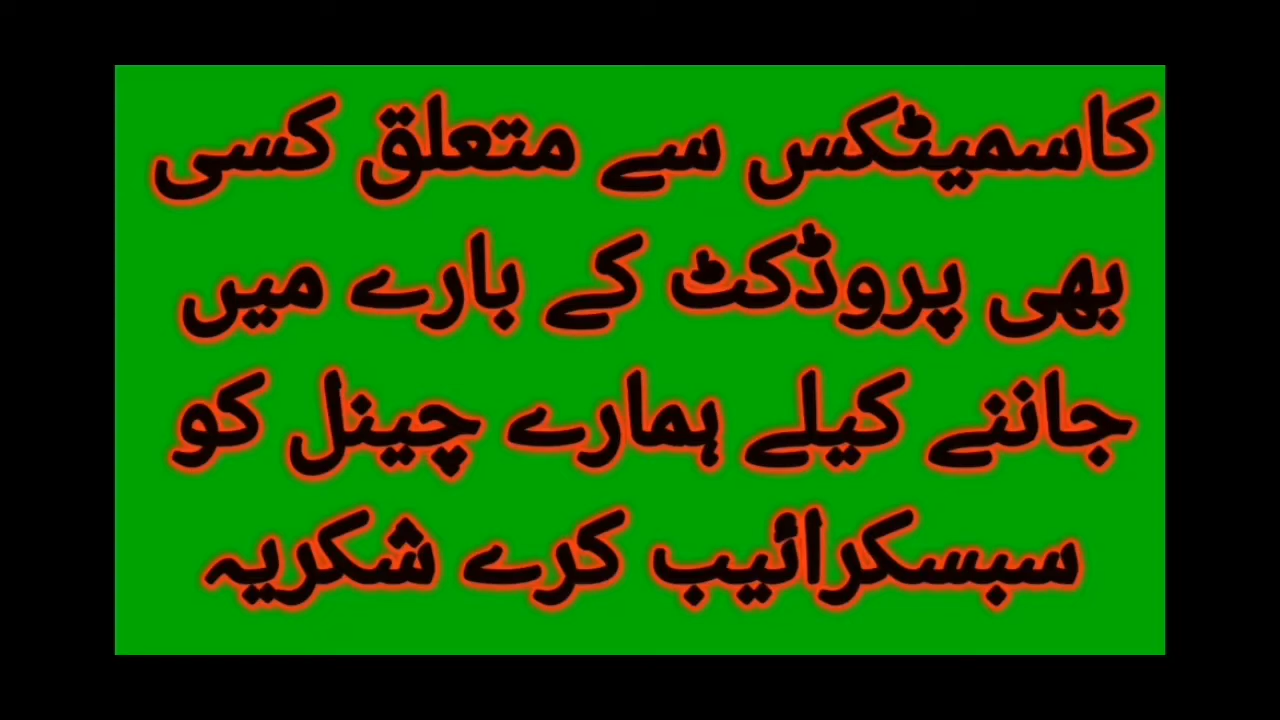 کاسمیٹکس سے متعلق کسی
بھی پروڈکٹ کے بارے میں
جاننے کیلے ہمارے چینل کو
سبسکرائیب کرے شکریہ